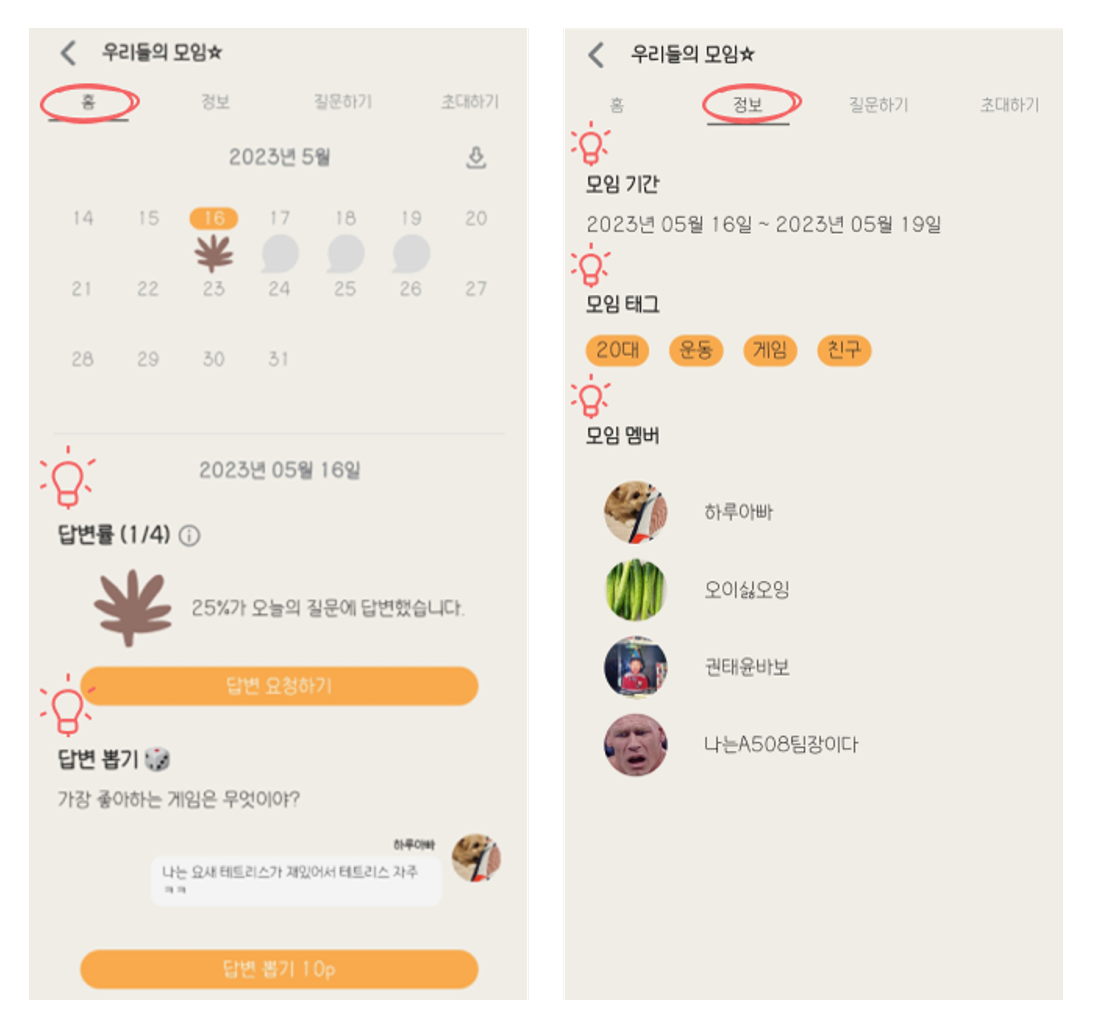 우리들의 모임☆
홈 정보 질문하기 초대하기
2023년 5월
14 15 16 17 18 19 20
21 22 23 24 25 26 27
28 29 30 31
2023년 05월 16일
답변률 (1/4)
25%가 오늘의 질문에 답변했습니다.
답변 요청하기
답변 뽑기
가장 좋아하는 게임은 무엇이야?
하루아빠
나는 요새 테트리스가 재밌어서 테트리스 자주
ㅋㅋ
답변 뽑기 10p
우리들의 모임☆
홈 정보 질문하기 초대하기
모임 기간
2023년 05월 16일 ~ 2023년 05월 19일
모임 태그
20대 운동 게임 친구
모임 멤버
하루아빠
오이싫오잉
권태윤바보
나는A508팀장이다